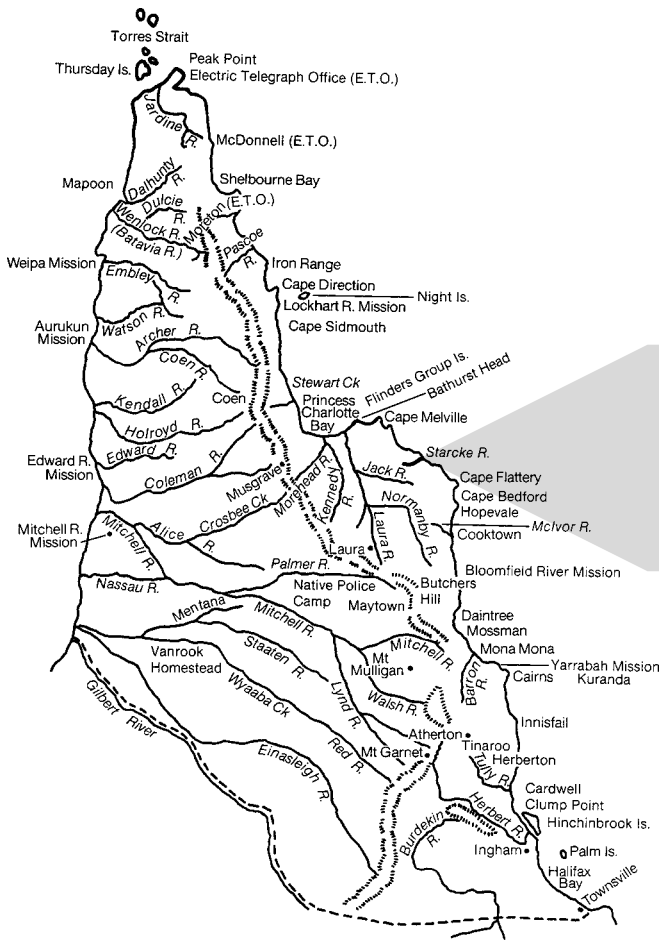 Torres Strait
Peak Point
Thursday Is.
Electric Telegraph Office (E.T.O.)
Jardine R.
McDonnell (E.T.O.)
Mapoon
Dalhunty R.
Shelbourne Bay
Dulcie R.
Moreton (E.T.O.)
Wenlock R.
(Batavia R.)
Pascoe R.
Weipa Mission
Iron Range
Embley R.
Cape Direction
Night Is.
Lockhart R. Mission
Watson R.
Cape Sidmouth
Aurukun
Mission
Archer R.
Coen R.
Stewart Ck
Flinders Group Is.
Bathurst Head
Kendall R.
Coen
Princess
Charlotte
Bay
Cape Melville
Holroyd R.
Edward R.
Starcke R.
Edward R.
Mission
Coleman R.
Musgrave
Morehead R.
Kennedy R.
Jack R.
Cape Flattery
Cape Bedford
Hopevale
Crosbee Ck
Normanby R.
McIvor R.
Mitchell R.
Mission
Mitchell R.
Alice R.
Laura R.
Cooktown
Laura
Palmer R.
Bloomfield River Mission
Nassau R.
Native Police
Camp
Butchers
Hill
Maytown
Mentana
Mitchell R.
Daintree
Mossman
Mitchell R.
Mona Mona
Vanrook
Homestead
Staaten R.
Mt
Mulligan
Barron R.
Yarrabah Mission
Cairns
Kuranda
Wyaaba Ck
Lynd R.
Walsh R.
Gilbert River
Innisfail
Red R.
Atherton
Tinaroo
Einasleigh R.
Mt Garnet
Herberton
Tully R.
Cardwell
Clump Point
Hinchinbrook Is.
Herbert R.
Burdekin R.
Ingham
Palm Is.
Halifax
Bay
Townsville